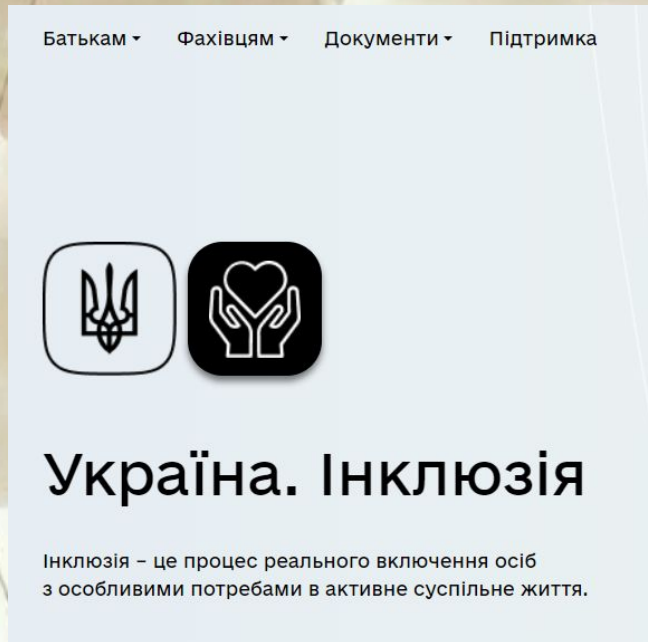 Батькам Фахівцям Документи Підтримка
Україна. Інклюзія
Інклюзія – це процес реального включення осіб
з особливими потребами в активне суспільне життя.